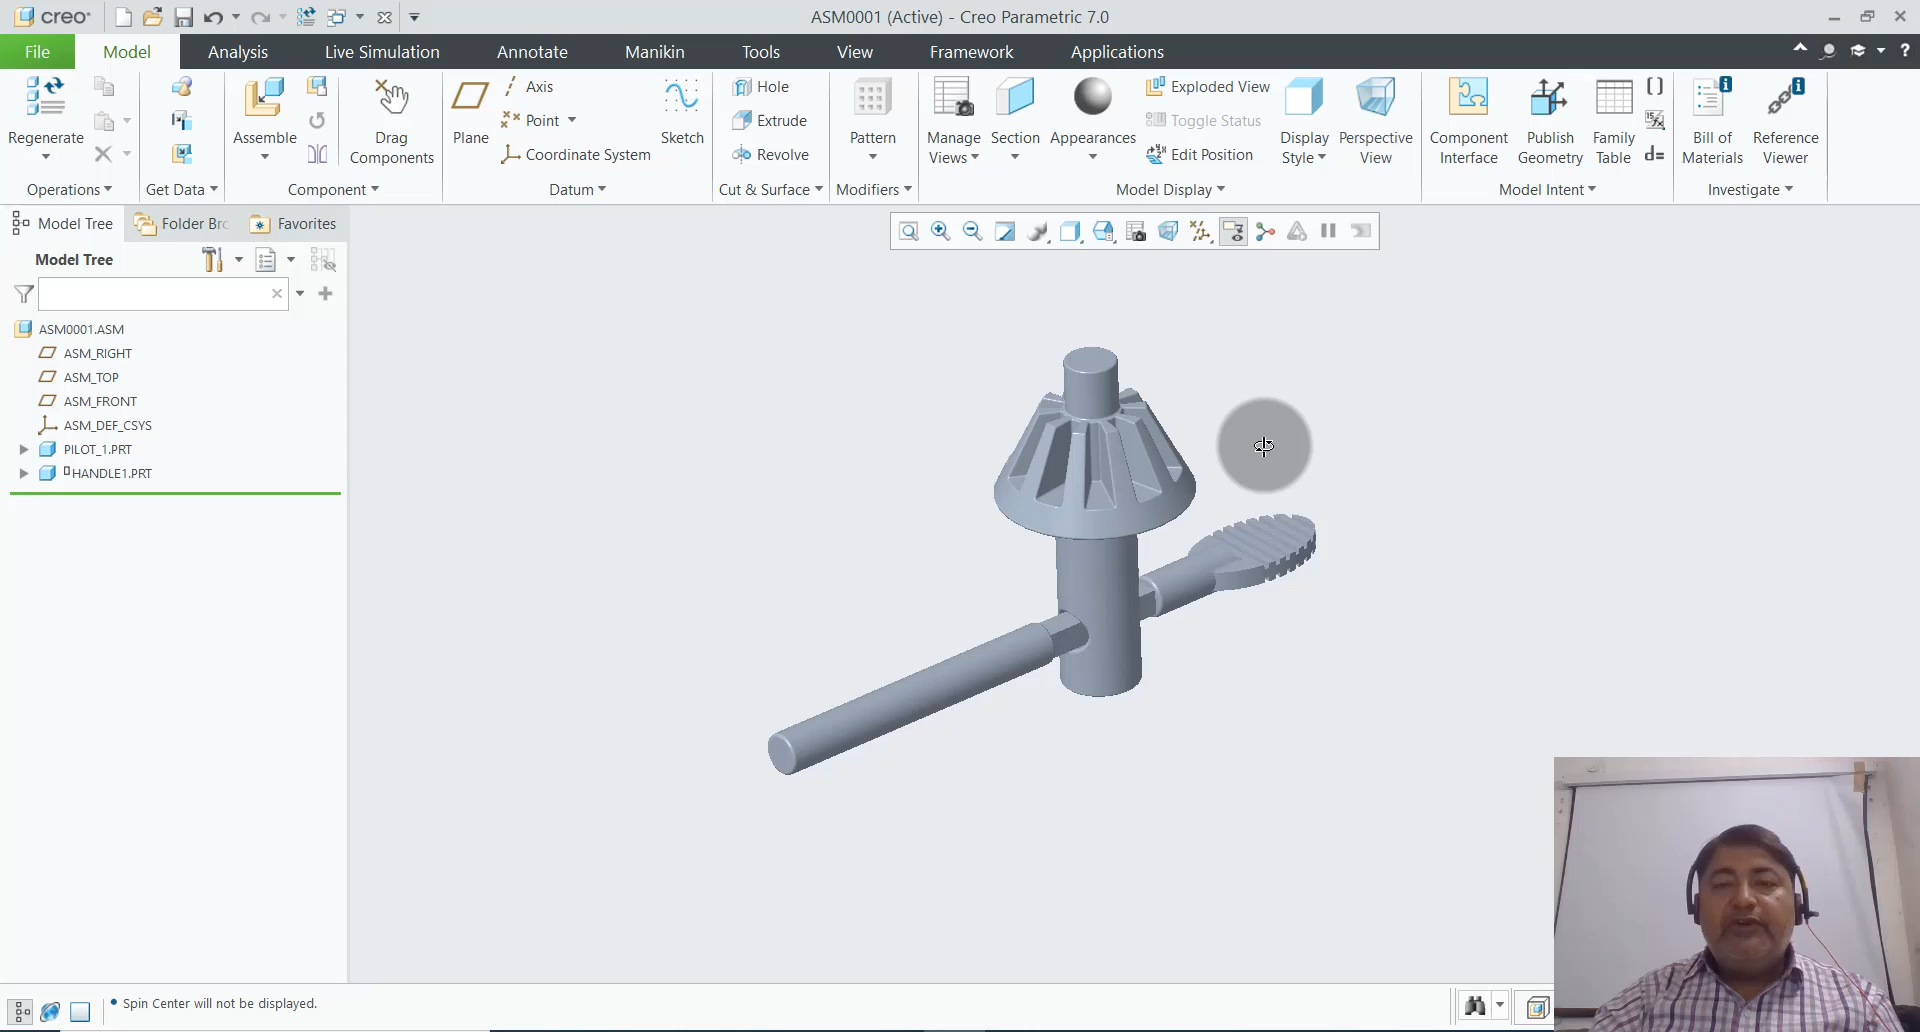 creo
ASM0001 (Active) - Creo Parametric 7.0
File Model Analysis Live Simulation Annotate Manikin Tools View Framework Applications
Regenerate
Operations
Get Data
Assemble
Drag Components
Component
Plane
Axis
Point
Coordinate System
Sketch
Datum
Hole
Extrude
Revolve
Cut & Surface
Pattern
Modifiers
Manage Views
Section
Appearances
Exploded View
Toggle Status
Edit Position
Display Style
Perspective View
Model Display
Component Interface
Publish Geometry
Family Table
d=
Model Intent
Bill of Materials
Reference Viewer
Investigate
Model Tree Folder Bro Favorites
Model Tree
ASM0001.ASM
ASM_RIGHT
ASM_TOP
ASM_FRONT
ASM_DEF_CSYS
PILOT_1.PRT
HANDLE1.PRT
Spin Center will not be displayed.